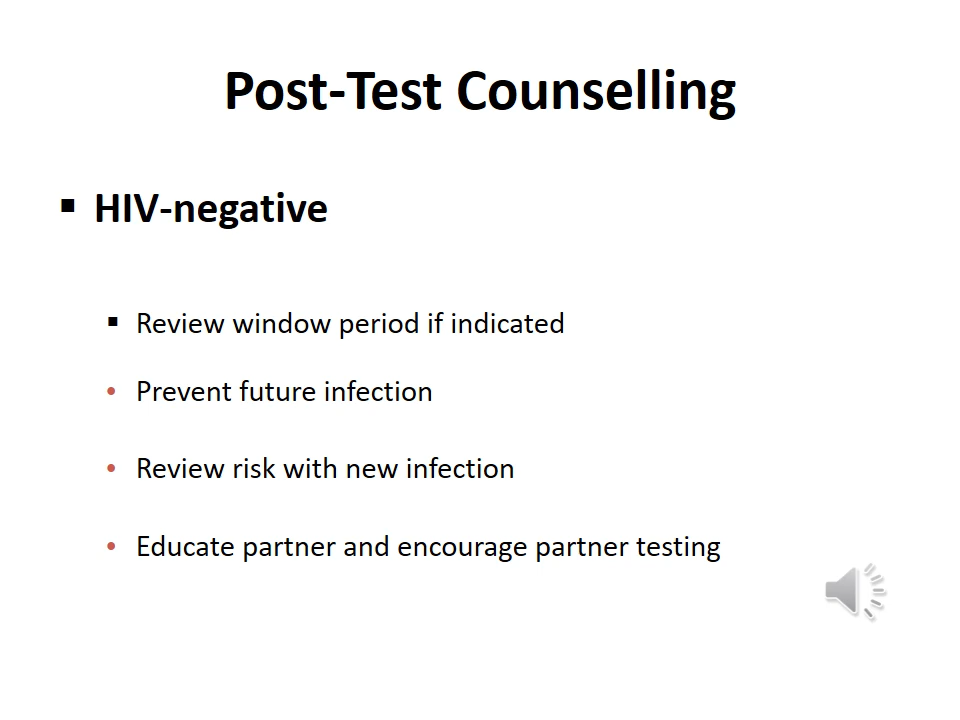 Post-Test Counselling
▪ HIV-negative
▪ Review window period if indicated
• Prevent future infection
• Review risk with new infection
• Educate partner and encourage partner testing